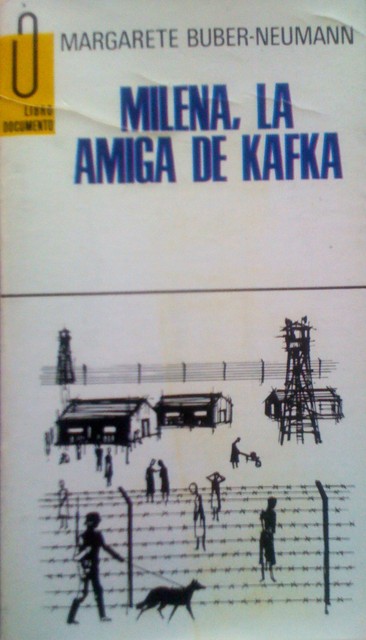 MARGARETE BUBER-NEUMANN
LIBRO
DOCUMENTO
MILENA, LA
AMIGA DE KAFKA